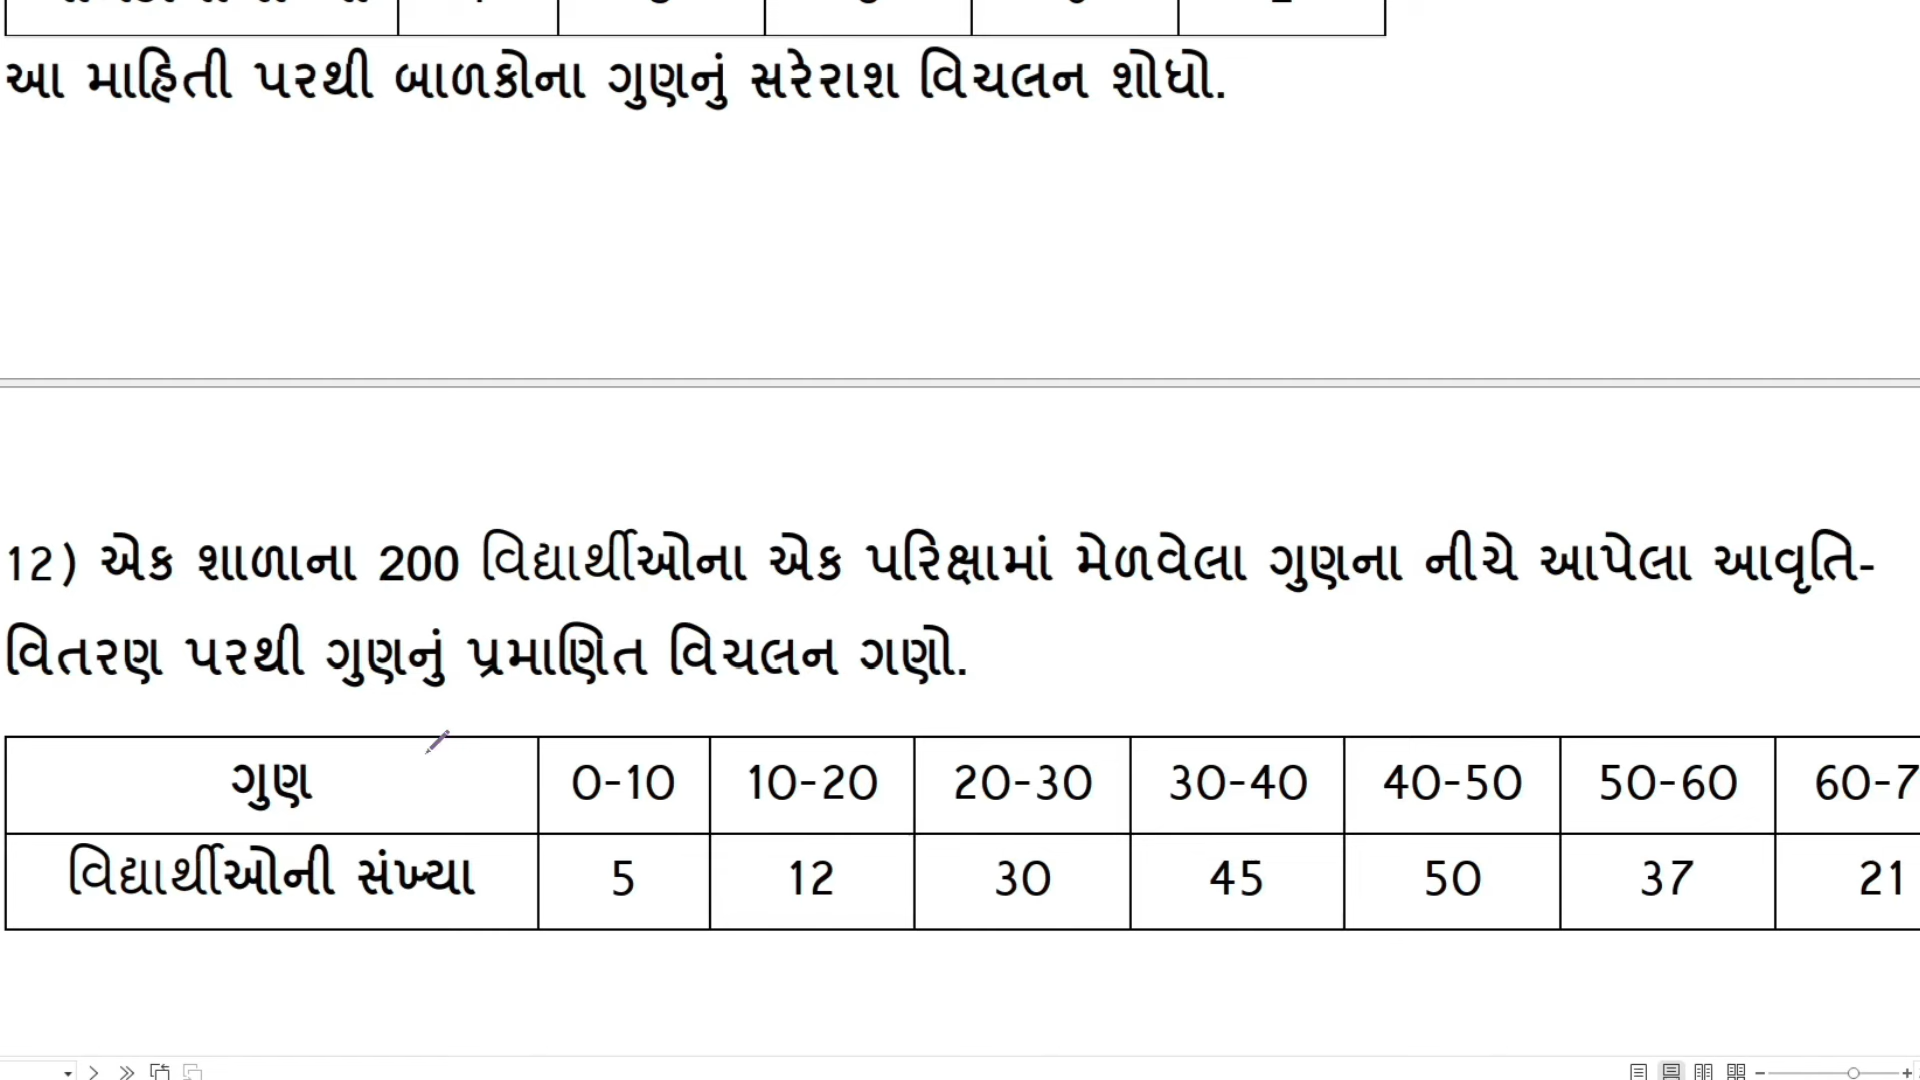 આ માહિતી પરથી બાળકોના ગુણનું સરેરાશ વિચલન શોધો.
12) એક શાળાના 200 વિદ્યાર્થીઓના એક પરિક્ષામાં મેળવેલા ગુણના નીચે આપેલા આવૃતિ-
વિતરણ પરથી ગુણનું પ્રમાણિત વિચલન ગણો.
ગુણ 0-10 10-20 20-30 30-40 40-50 50-60 60-7
વિદ્યાર્થીઓની સંખ્યા 5 12 30 45 50 37 21